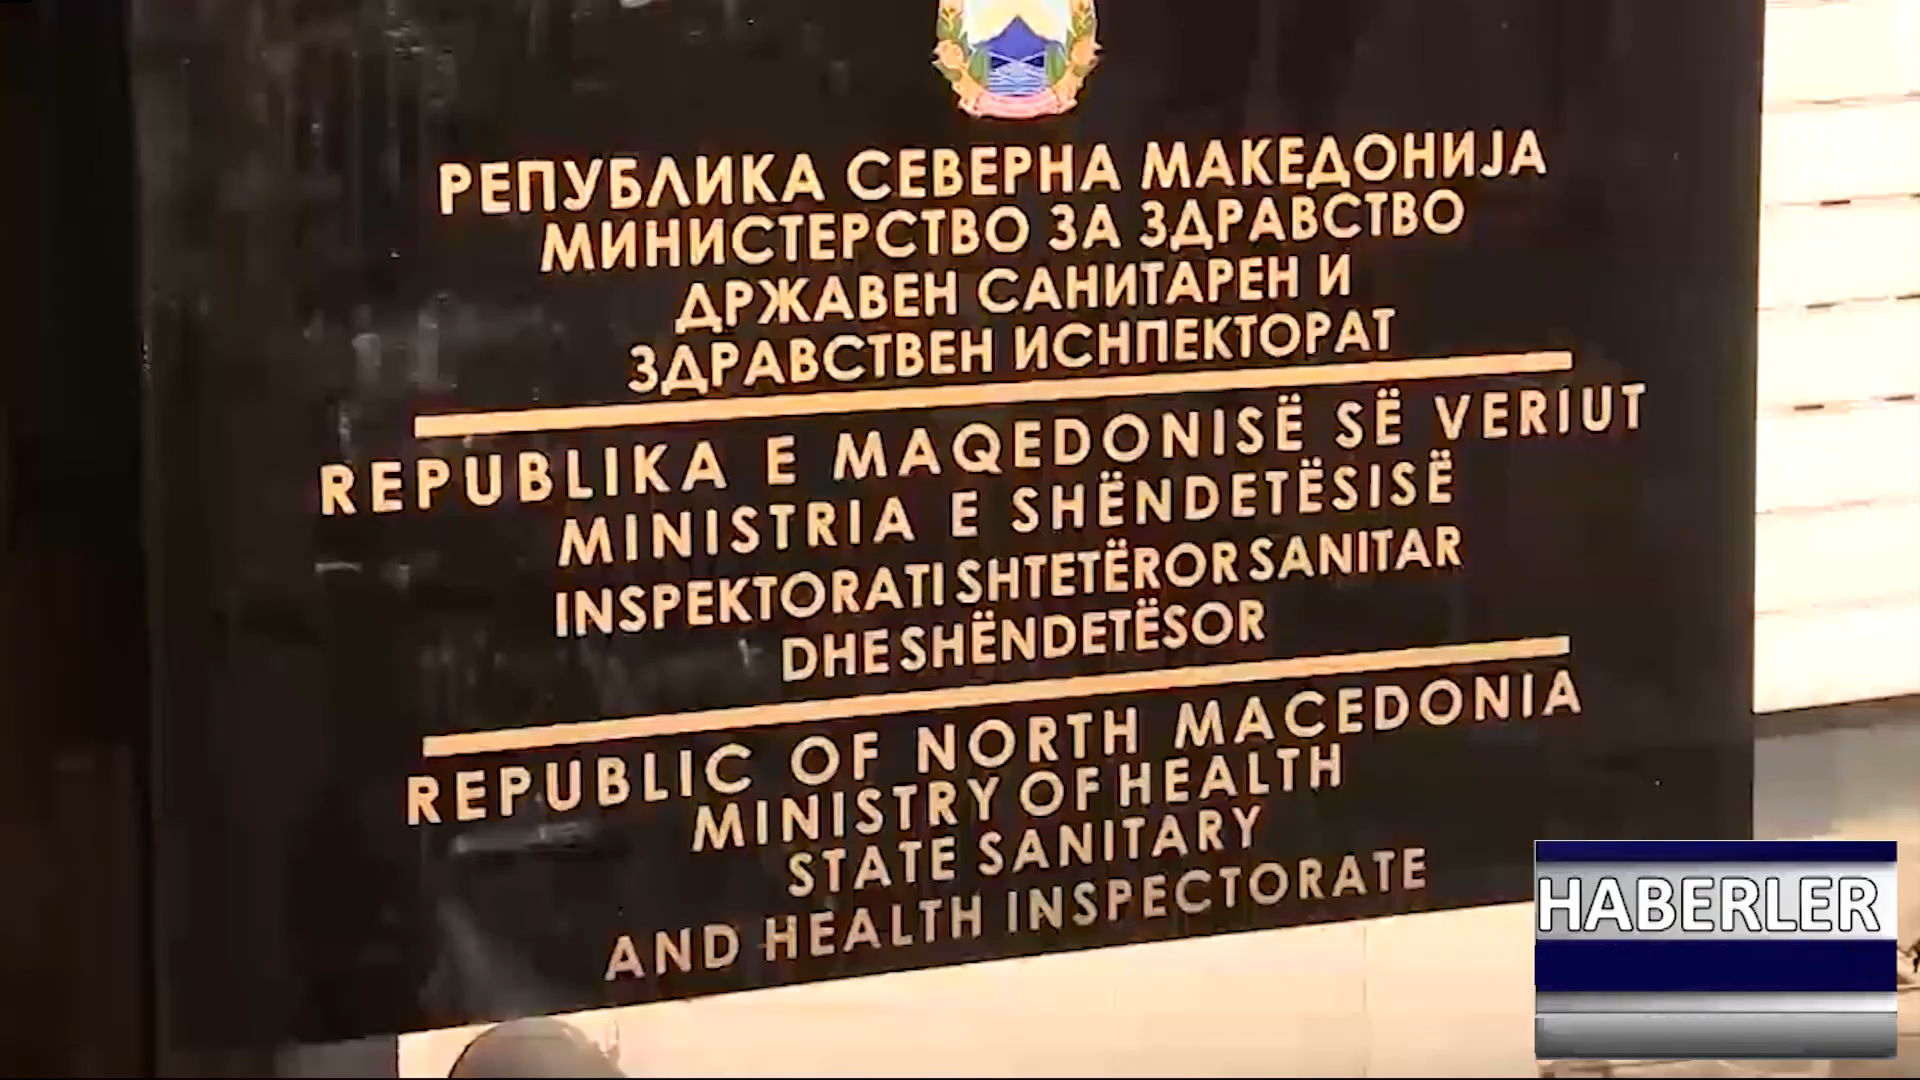 РЕПУБЛИКА СЕВЕРНА МАКЕДОНИЈА
МИНИСТЕРСТВО ЗА ЗДРАВСТВО
ДРЖАВЕН САНИТАРЕН И
ЗДРАВСТВЕН ИСНПЕКТОРАТ
REPUBLIKA E MAQEDONISË SË VERIUT
MINISTRIA E SHËNDETËSISË
INSPEKTORATI SHTETËROR SANITAR
DHE SHËNDETËSOR
REPUBLIC OF NORTH MACEDONIA
MINISTRY OF HEALTH
STATE SANITARY
AND HEALTH INSPECTORATE
HABERLER